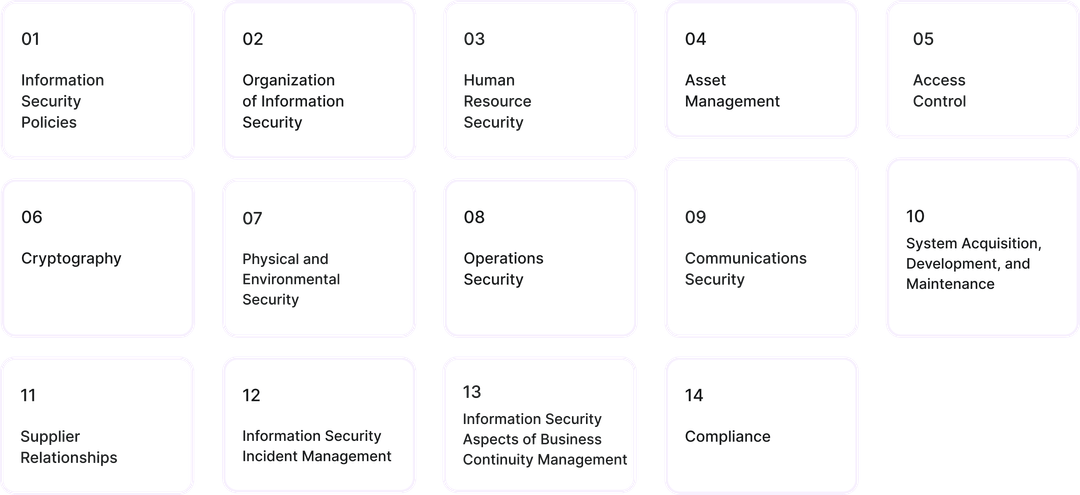 01
Information
Security
Policies
02
Organization
of Information
Security
03
Human
Resource
Security
04
Asset
Management
05
Access
Control
06
Cryptography
07
Physical and
Environmental
Security
08
Operations
Security
09
Communications
Security
10
System Acquisition,
Development, and
Maintenance
11
Supplier
Relationships
12
Information Security
Incident Management
13
Information Security
Aspects of Business
Continuity Management
14
Compliance